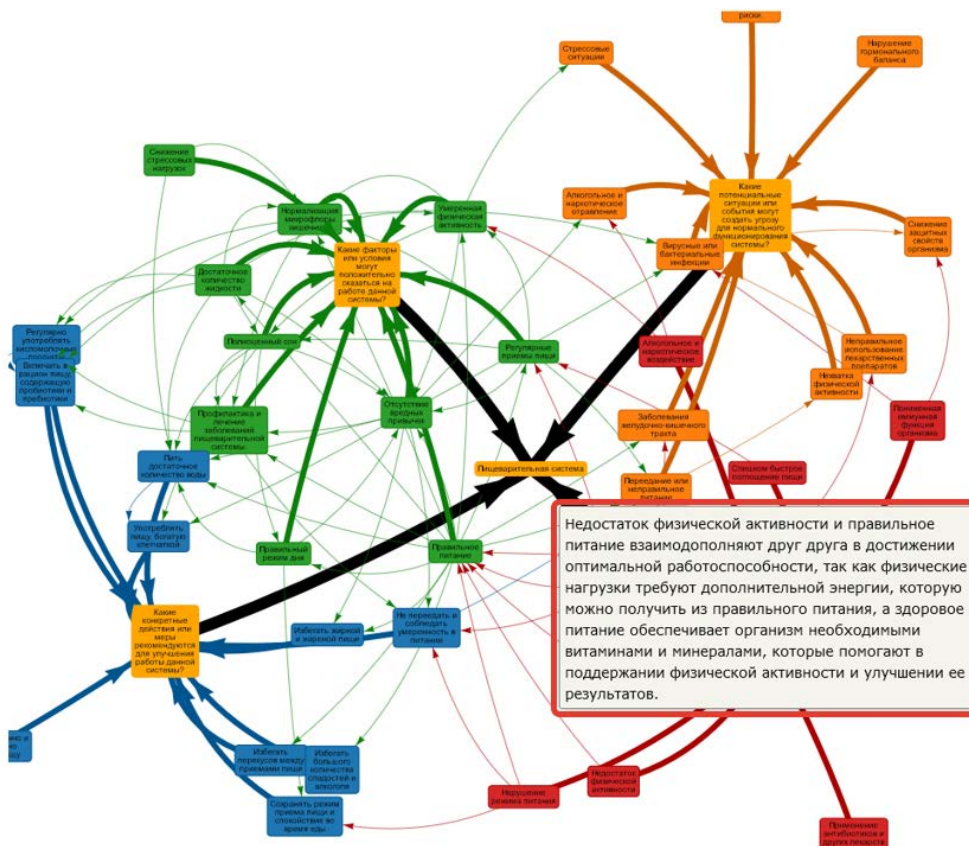 риски.
Стрессовые
ситуации
Нарушение
гормонального
баланса
Снижение
стрессовых
нагрузок
Нормализация
микрофлоры
кишечника
Умеренная
физическая
активность
Алкогольное и
наркотическое
отравление
Какие
потенциальные
ситуации или
события могут
создать угрозу
для нормального
функционирования
системы?
Снижение
защитных
свойств
организма
Какие факторы
или условия
могут
положительно
сказаться на
работе данной
системы?
Вирусные или
бактериальные
инфекции
Достаточное
количество
жидкости
Регулярно
употреблять
кисломолочные
Включать в
рацион пищу,
содержащую
пробиотики и
пребиотики
Полноценный сон
Регулярные
приемы пищи
Алкогольное и
наркотическое
воздействие
Неправильное
использование
лекарственных
препаратов
Нехватка
физической
активности
Профилактика и
лечение
заболеваний
пищеварительной
системы.
Отсутствие
вредных
привычек
Заболевания
желудочно-кишечного
тракта
Пониженная
иммунная
функция
организма.
Пить
достаточное
количество воды
Пищеварительная система
Слишком быстрое
поглощение пищи
Переедание или
неправильное
питание
Употреблять
пищу, богатую
клетчаткой
Правильный
режим дня
Правильное
питание
Недостаток физической активности и правильное
питание взаимодополняют друг друга в достижении
оптимальной работоспособности, так как физические
нагрузки требуют дополнительной энергии, которую
можно получить из правильного питания, а здоровое
питание обеспечивает организм необходимыми
витаминами и минералами, которые помогают в
поддержании физической активности и улучшении ее
результатов.
Какие
конкретные
действия или
меры
рекомендуются
для улучшения
работы данной
системы?
Избегать жирной
и жареной пищи
Не переедать и
соблюдать
умеренность в
питании
Избегать
перекусов между
приемами пищи
Избегать
большого
количества
сладостей и
алкоголя
Сохранять режим
приема пищи и
спокойствие во
время еды
Нарушение
режима питания
Недостаток
физической
активности
Применение
антибиотиков и
других лекарств